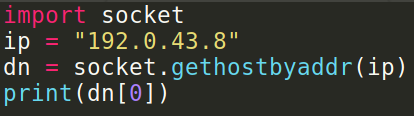 import socket
ip = "192.0.43.8"
dn = socket.gethostbyaddr(ip)
print(dn[0])